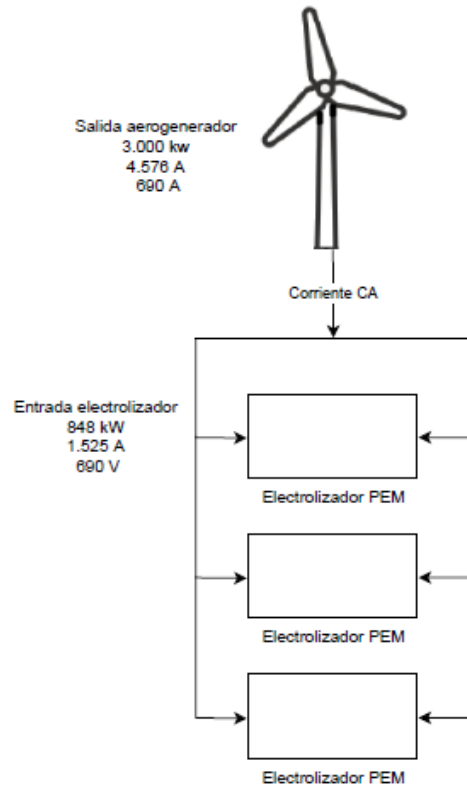 Salida aerogenerador
3.000 kw
4.576 A
690 A
Corriente CA
Entrada electrolizador
848 kW
1.525 A
690 V
Electrolizador PEM
Electrolizador PEM
Electrolizador PEM